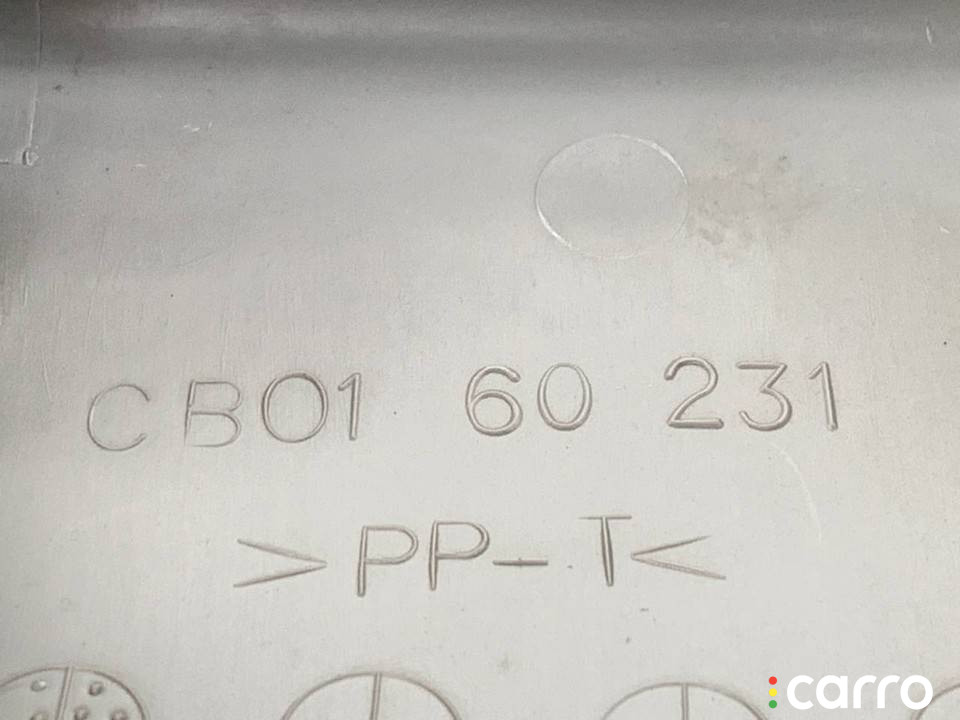 CB01 60 231
>PP-T<
carro